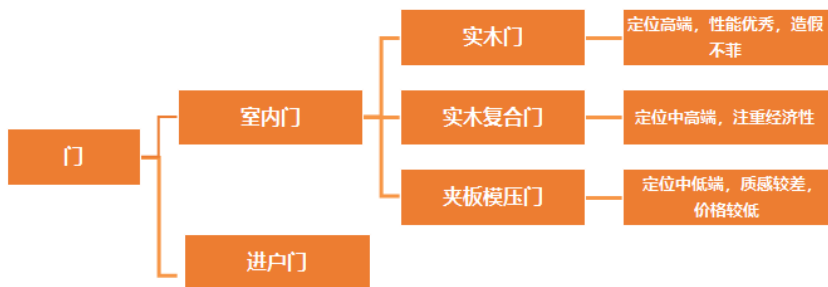 门
室内门
进户门
实木门
实木复合门
夹板模压门
定位高端，性能优秀，造假
不菲
定位中高端，注重经济性
定位中低端，质感较差，
价格较低